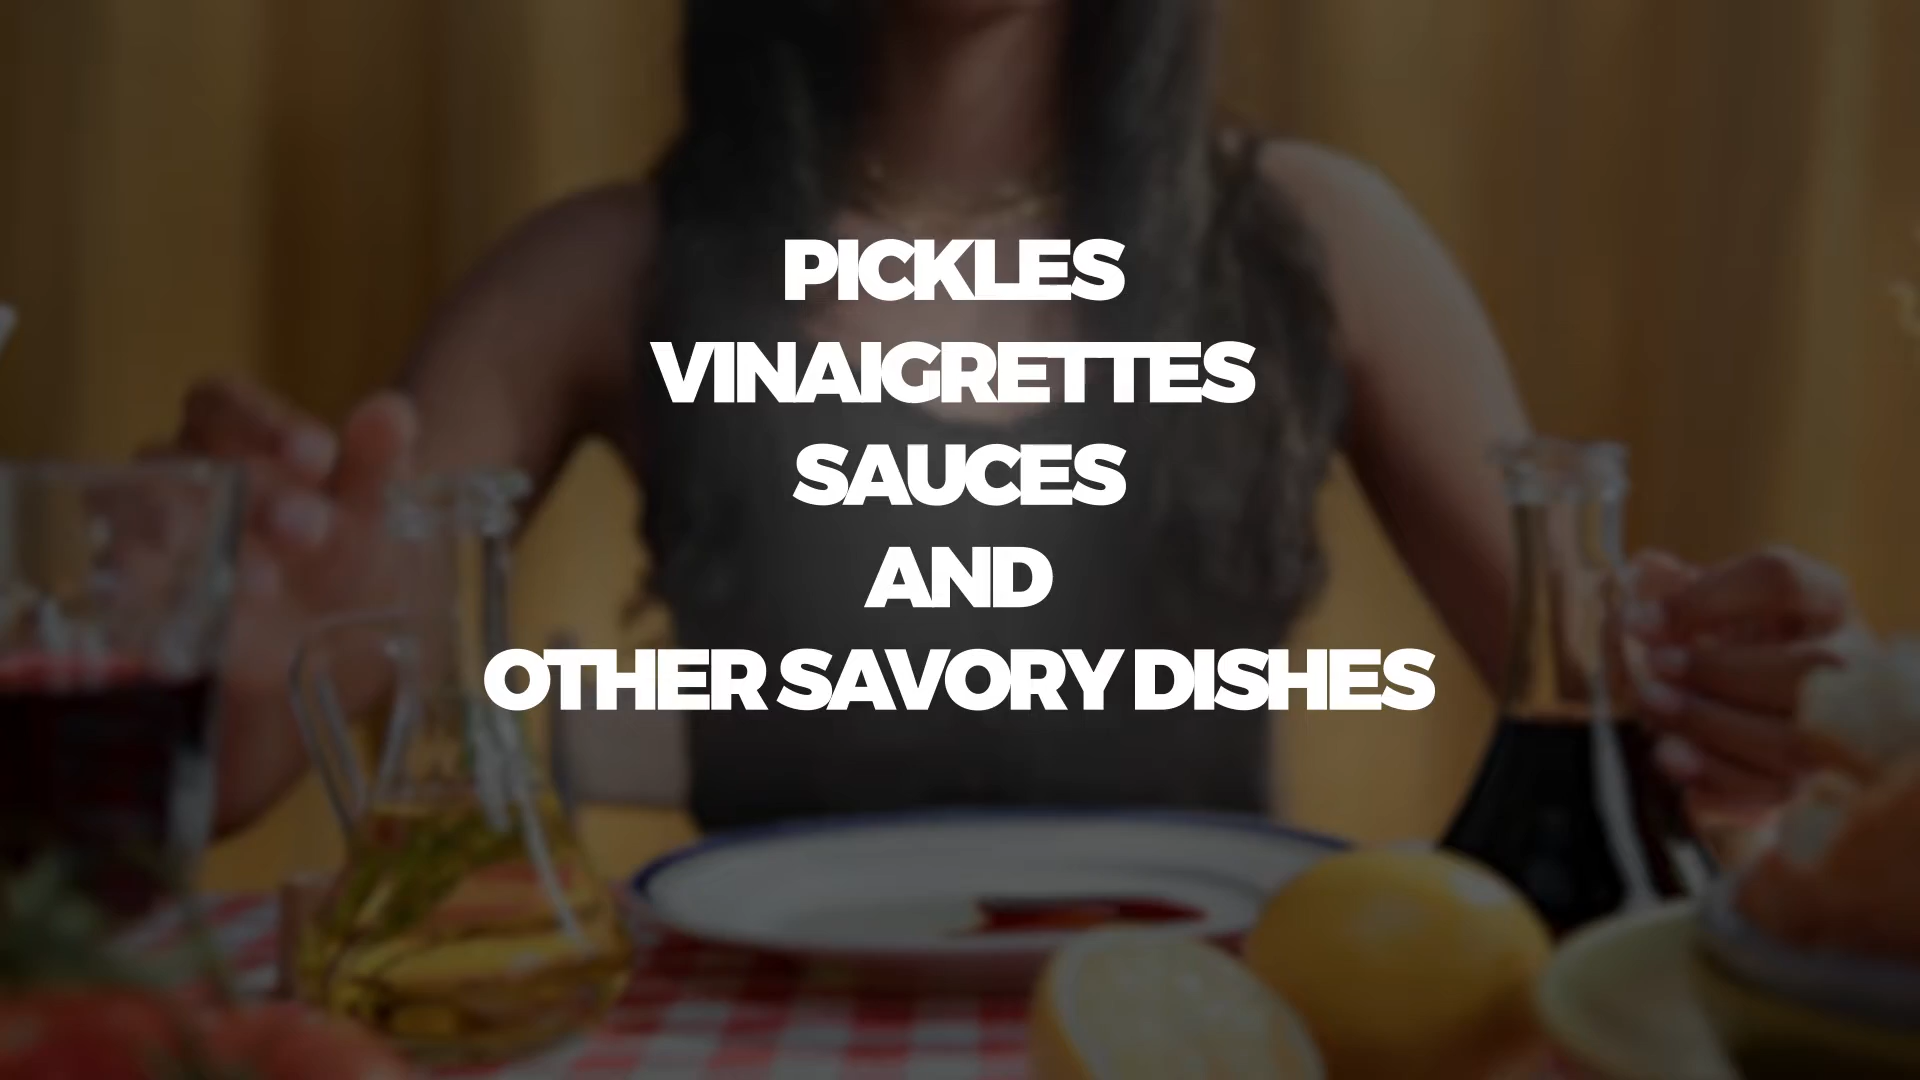 PICKLES
VINAIGRETTES
SAUCES
AND
OTHER SAVORY DISHES